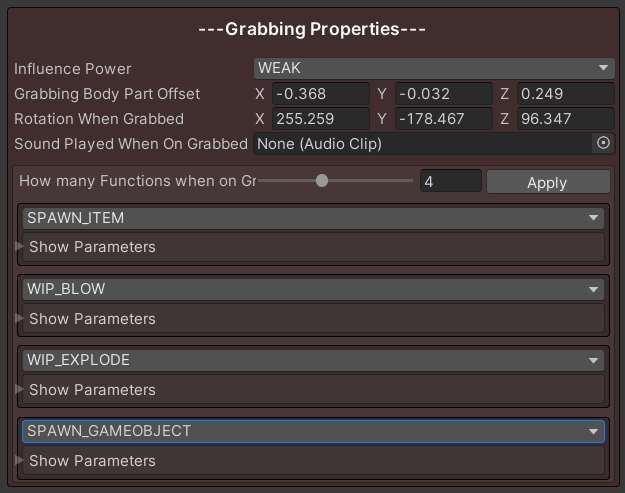 ---Grabbing Properties---
Influence Power WEAK
Grabbing Body Part Offset X -0.368 Y -0.032 Z 0.249
Rotation When Grabbed X 255.259 Y -178.467 Z 96.347
Sound Played When On Grabbed None (Audio Clip)
How many Functions when on Gr 4 Apply
SPAWN_ITEM
Show Parameters
WIP_BLOW
Show Parameters
WIP_EXPLODE
Show Parameters
SPAWN_GAMEOBJECT
Show Parameters